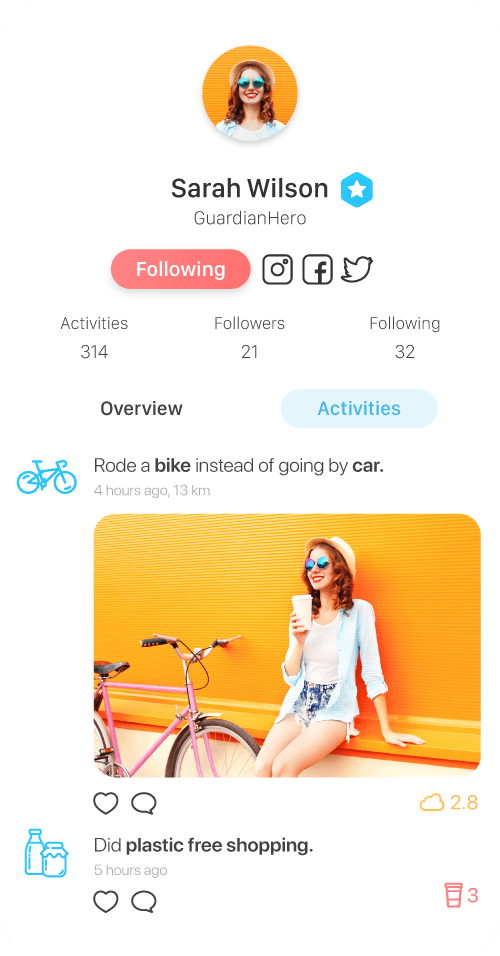 Sarah Wilson
GuardianHero
Following
Activities Followers Following
314 21 32
Overview Activities
Rode a bike instead of going by car.
4 hours ago, 13 km
2.8
Did plastic free shopping.
5 hours ago
3